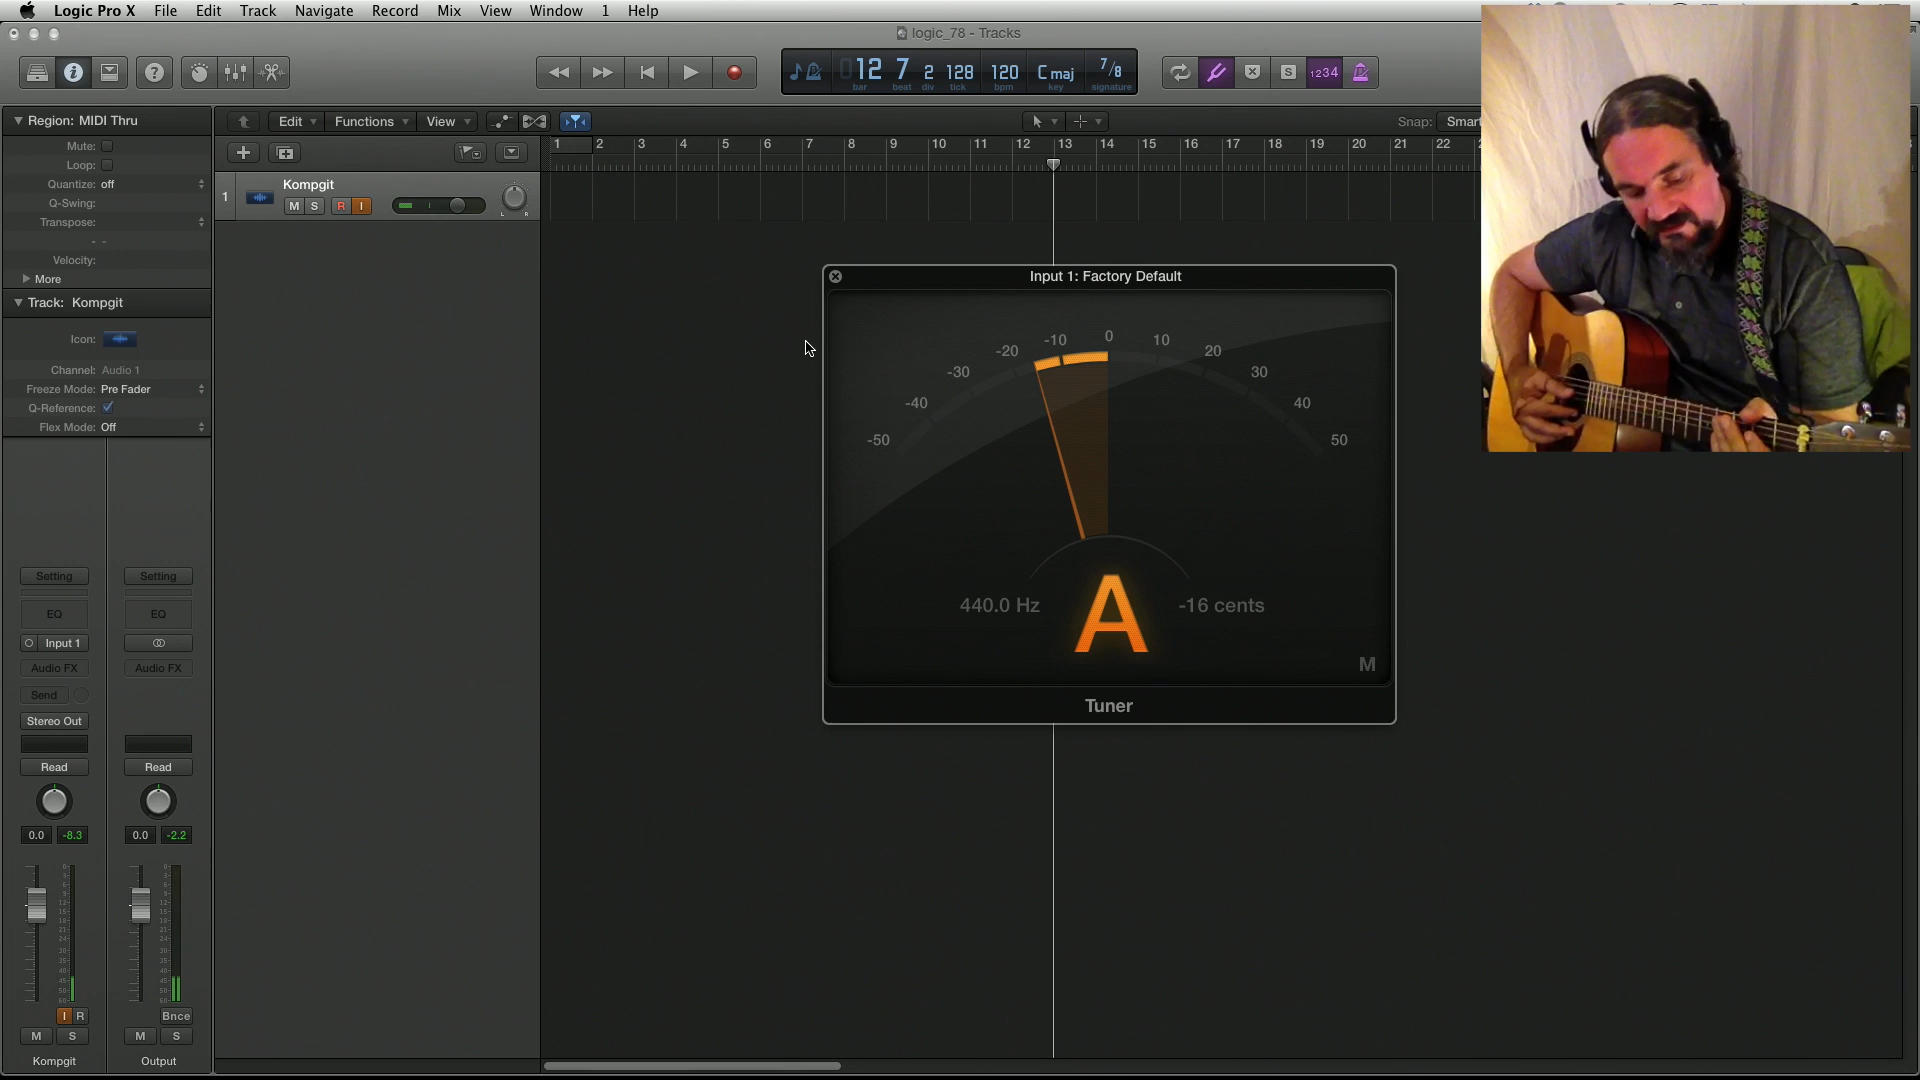 Logic Pro X File Edit Track Navigate Record Mix View Window 1 Help
logic_78 - Tracks
12 7 2 128 120 C maj 7/8
bar beat div tick bpm key signature
S 1234
Region: MIDI Thru
Edit Functions View Snap: Smart
Mute:
Loop:
Quantize: off
Q-Swing:
Transpose:
- -
Velocity:
More
1 2 3 4 5 6 7 8 9 10 11 12 13 14 15 16 17 18 19 20 21 22
1 Kompgit
M S R I
L R
Track: Kompgit
Icon:
Channel: Audio 1
Freeze Mode: Pre Fader
Q-Reference:
Flex Mode: Off
Input 1: Factory Default
-50 -40 -30 -20 -10 0 10 20 30 40 50
440.0 Hz A -16 cents
M
Tuner
Setting Setting
EQ EQ
Input 1
Audio FX Audio FX
Send
Stereo Out
Read Read
0.0 -8.3 0.0 -2.2
I R Bnce
M S M S
Kompgit Output